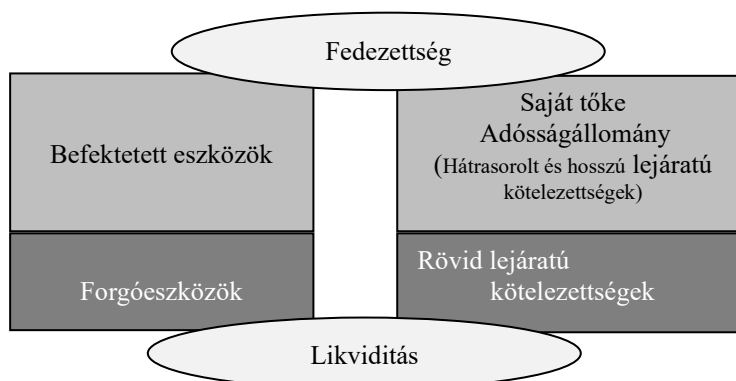 Fedezettség
Befektetett eszközök
Saját tőke
Adósságállomány
(Hátrasorolt és hosszú lejáratú
kötelezettségek)
Forgóeszközök
Rövid lejáratú
kötelezettségek
Likviditás